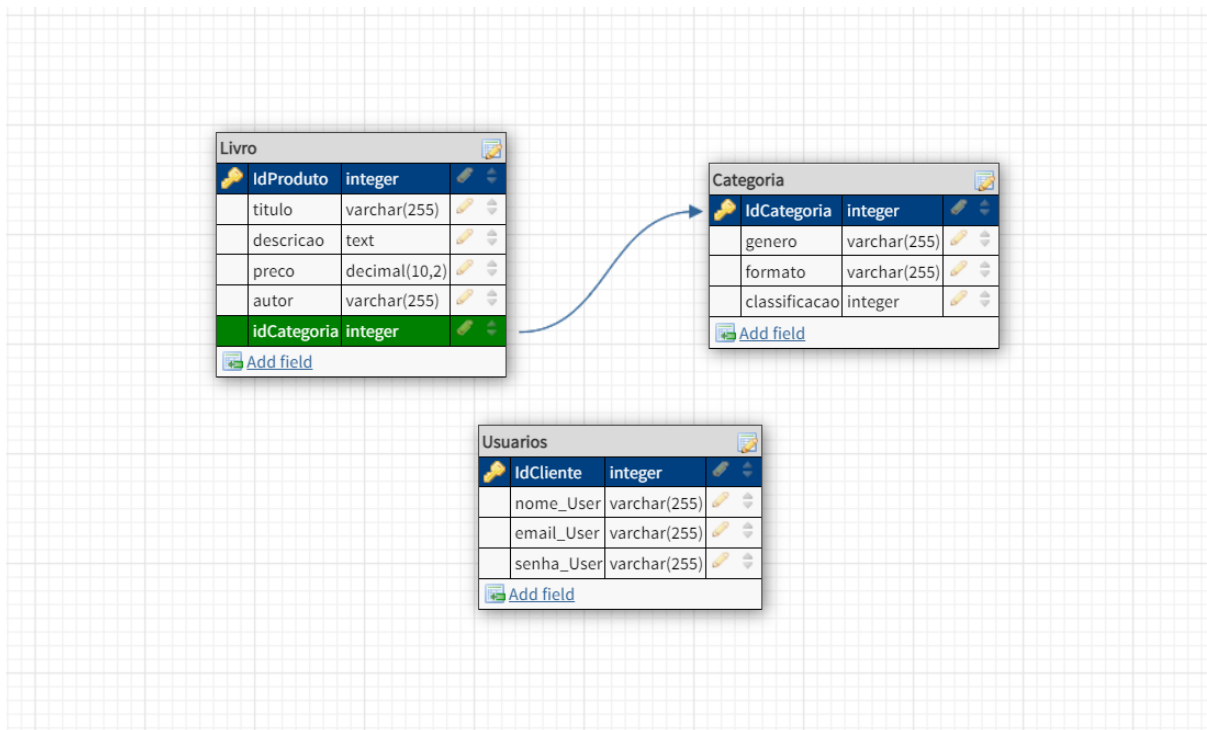 Livro
IdProduto integer
titulo varchar(255)
descricao text
preco decimal(10,2)
autor varchar(255)
idCategoria integer
Add field
Categoria
IdCategoria integer
genero varchar(255)
formato varchar(255)
classificacao integer
Add field
Usuarios
IdCliente integer
nome_User varchar(255)
email_User varchar(255)
senha_User varchar(255)
Add field